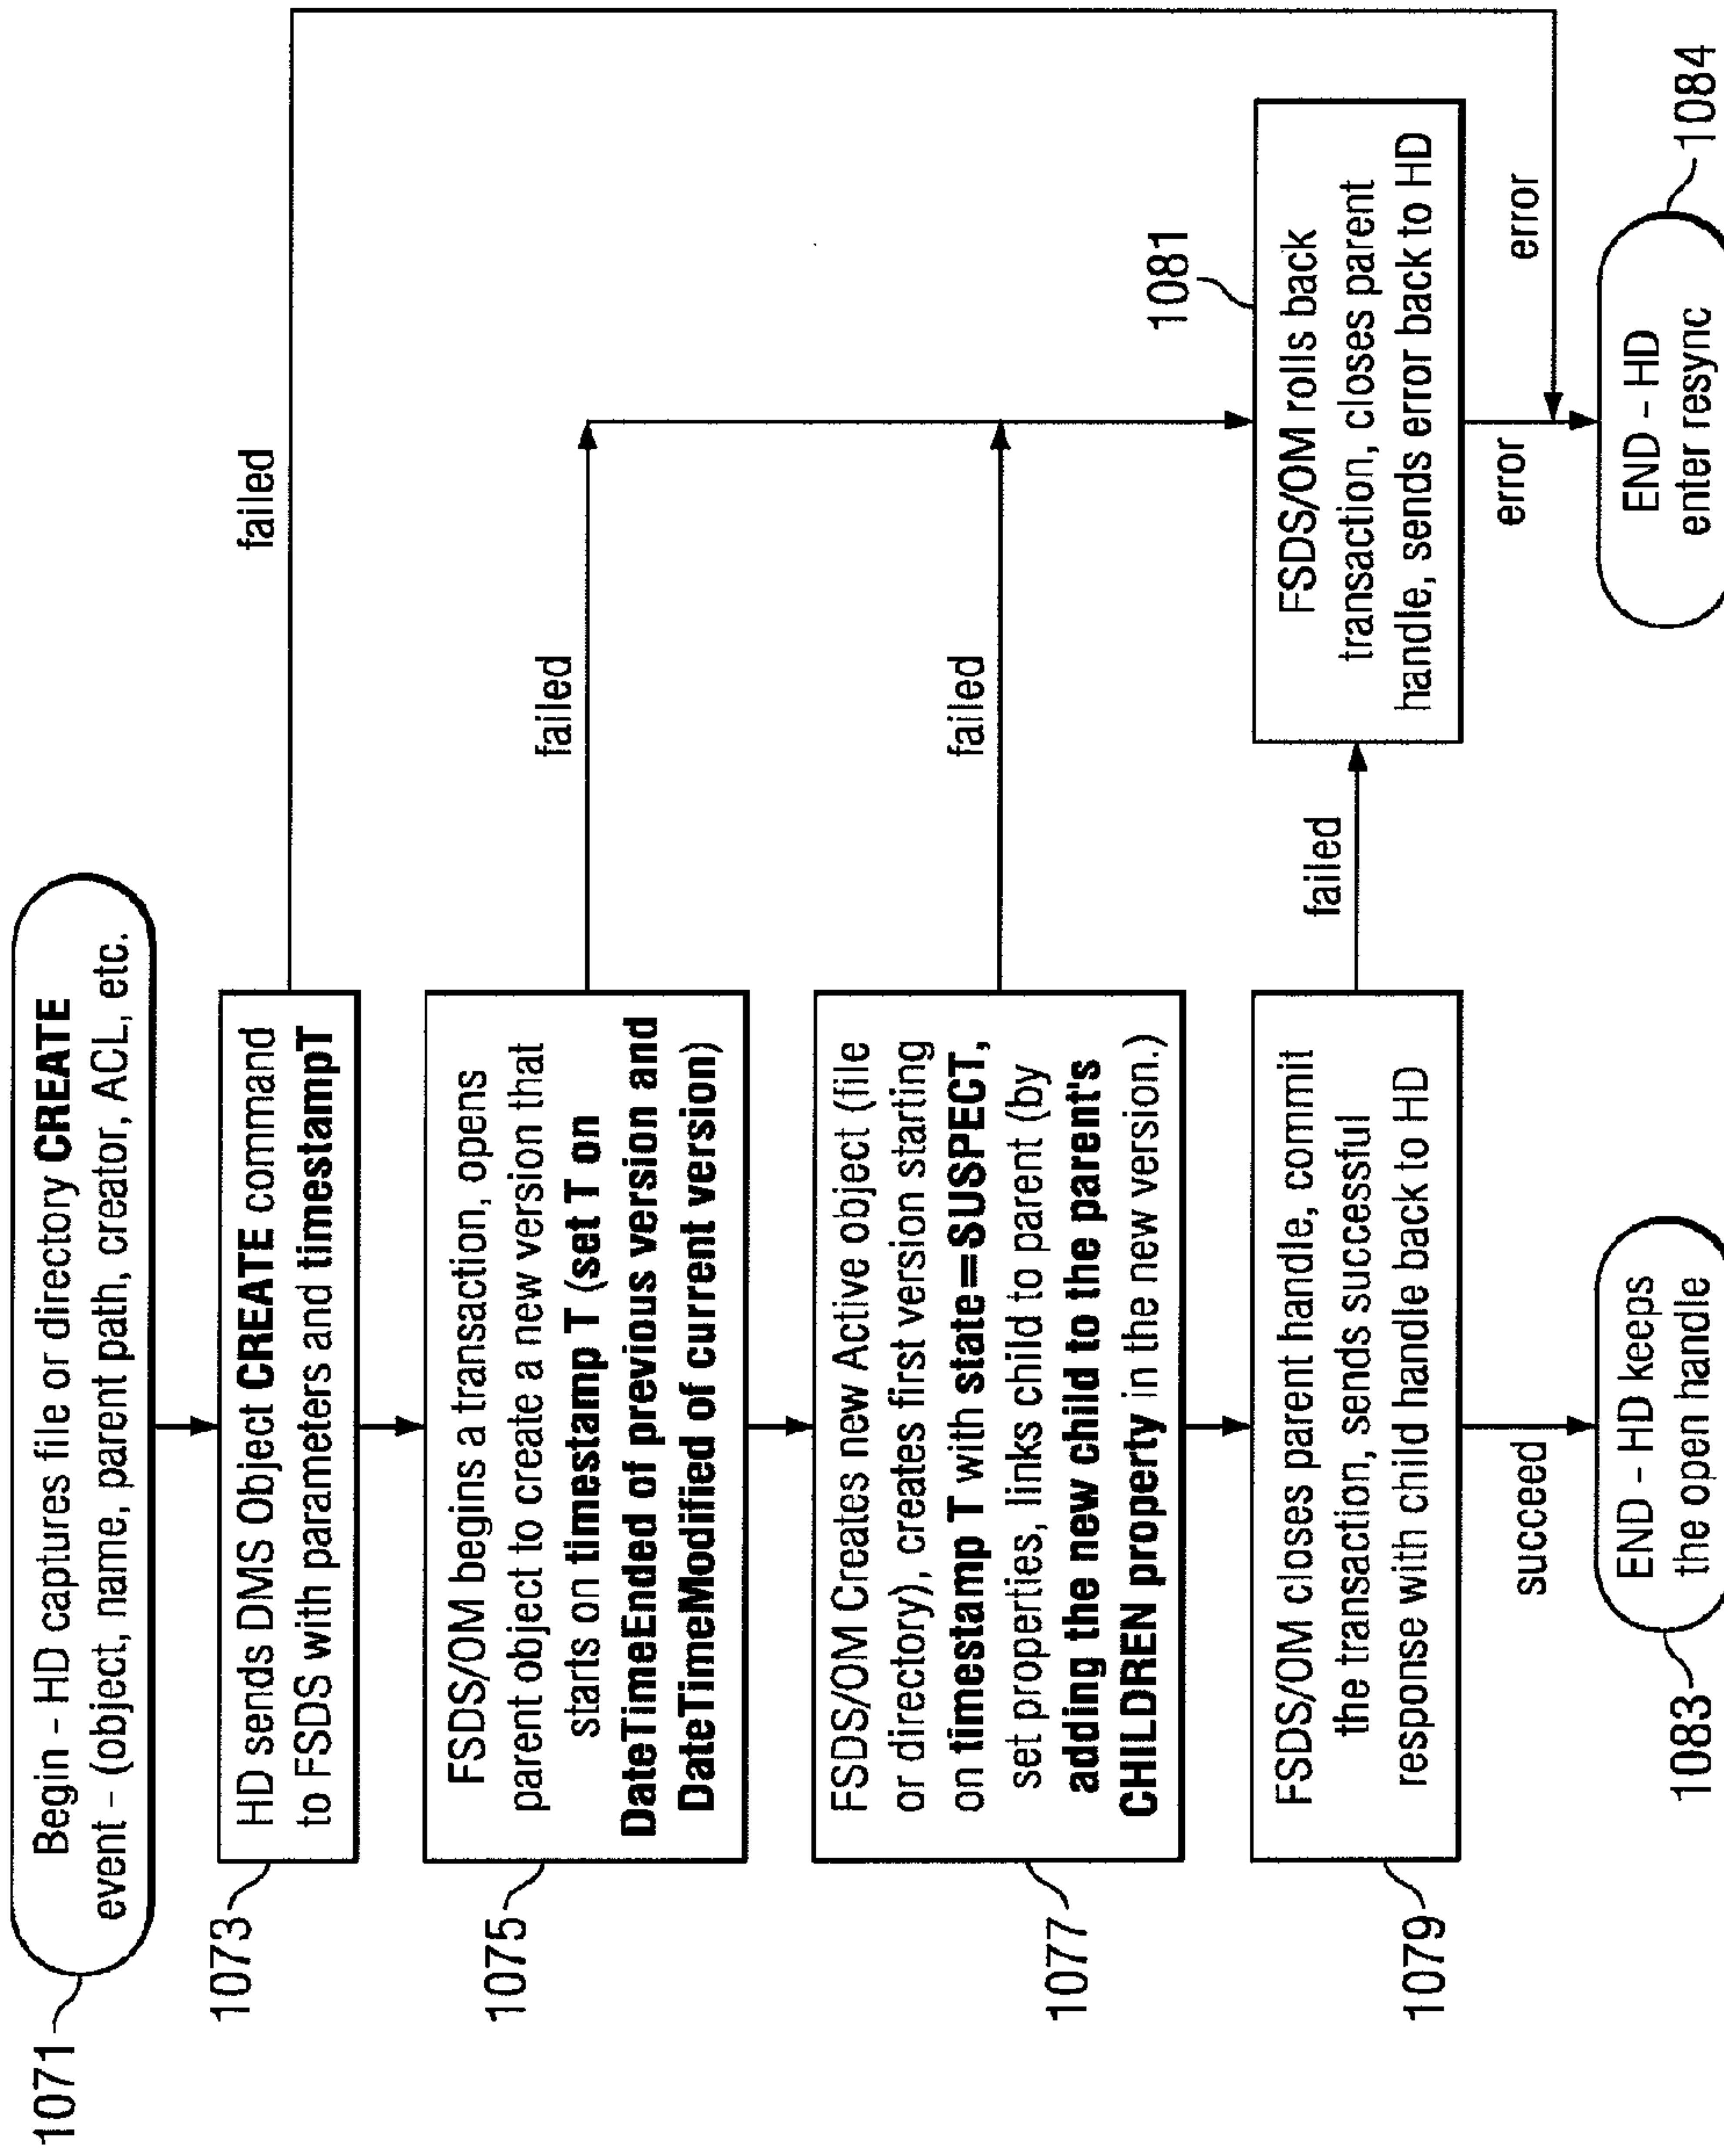 1071
Begin - HD captures file or directory CREATE
event - (object, name, parent path, creator, ACL, etc.
1073
HD sends DMS Object CREATE command
to FSDS with parameters and timestampT
failed
1075
FSDS/OM begins a transaction, opens
parent object to create a new version that
starts on timestamp T (set T on
DateTimeEnded of previous version and
DateTimeModified of current version)
failed
1077
FSDS/OM Creates new Active object (file
or directory), creates first version starting
on timestamp T with state=SUSPECT,
set properties, links child to parent (by
adding the new child to the parent's
CHILDREN property in the new version.)
failed
1079
FSDS/OM closes parent handle, commit
the transaction, sends successful
response with child handle back to HD
failed
1081
FSDS/OM rolls back
transaction, closes parent
handle, sends error back to HD
succeed
error
error
1083
END - HD keeps
the open handle
END - HD
enter resync
1084